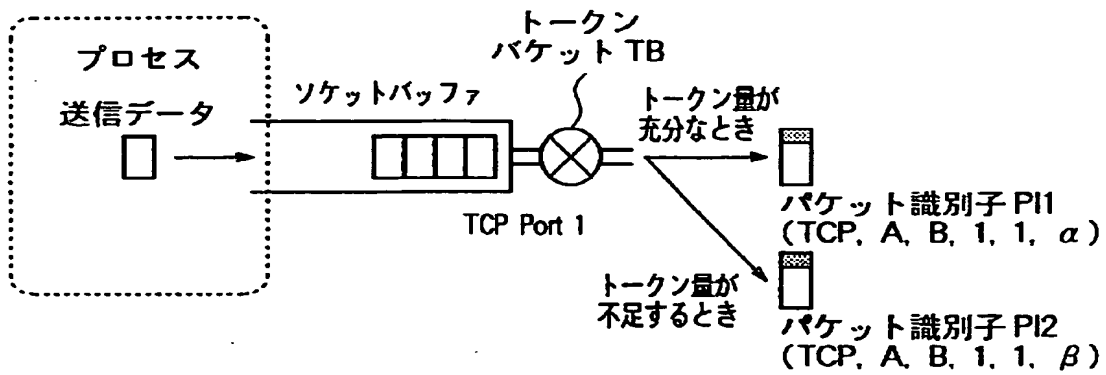 プロセス
送信データ
ソケットバッファ
トークン
バケット TB
TCP Port 1
トークン量が
充分なとき
パケット識別子 PI1
(TCP, A, B, 1, 1, α)
トークン量が
不足するとき
パケット識別子 PI2
(TCP, A, B, 1, 1, β)